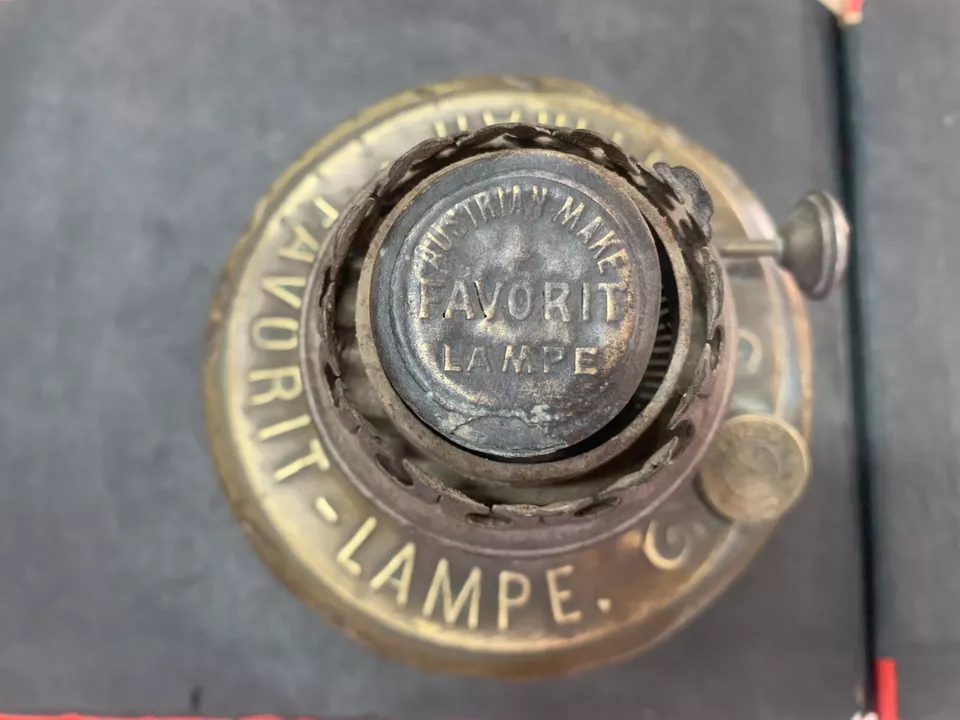 AUSTRIAN MAKE
FAVORIT
LAMPE
FAVORIT-LAMPE.